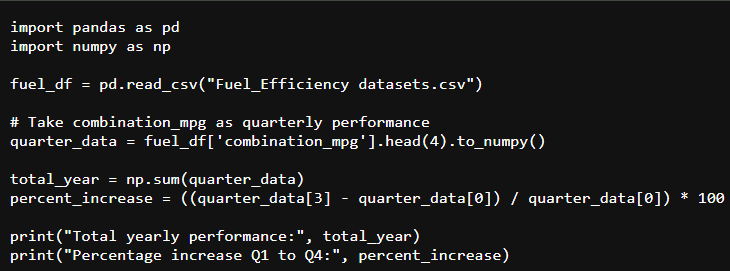 import pandas as pd
import numpy as np
fuel_df = pd.read_csv("Fuel_Efficiency datasets.csv")
# Take combination_mpg as quarterly performance
quarter_data = fuel_df['combination_mpg'].head(4).to_numpy()
total_year = np.sum(quarter_data)
percent_increase = ((quarter_data[3] - quarter_data[0]) / quarter_data[0]) * 100
print("Total yearly performance:", total_year)
print("Percentage increase Q1 to Q4:", percent_increase)